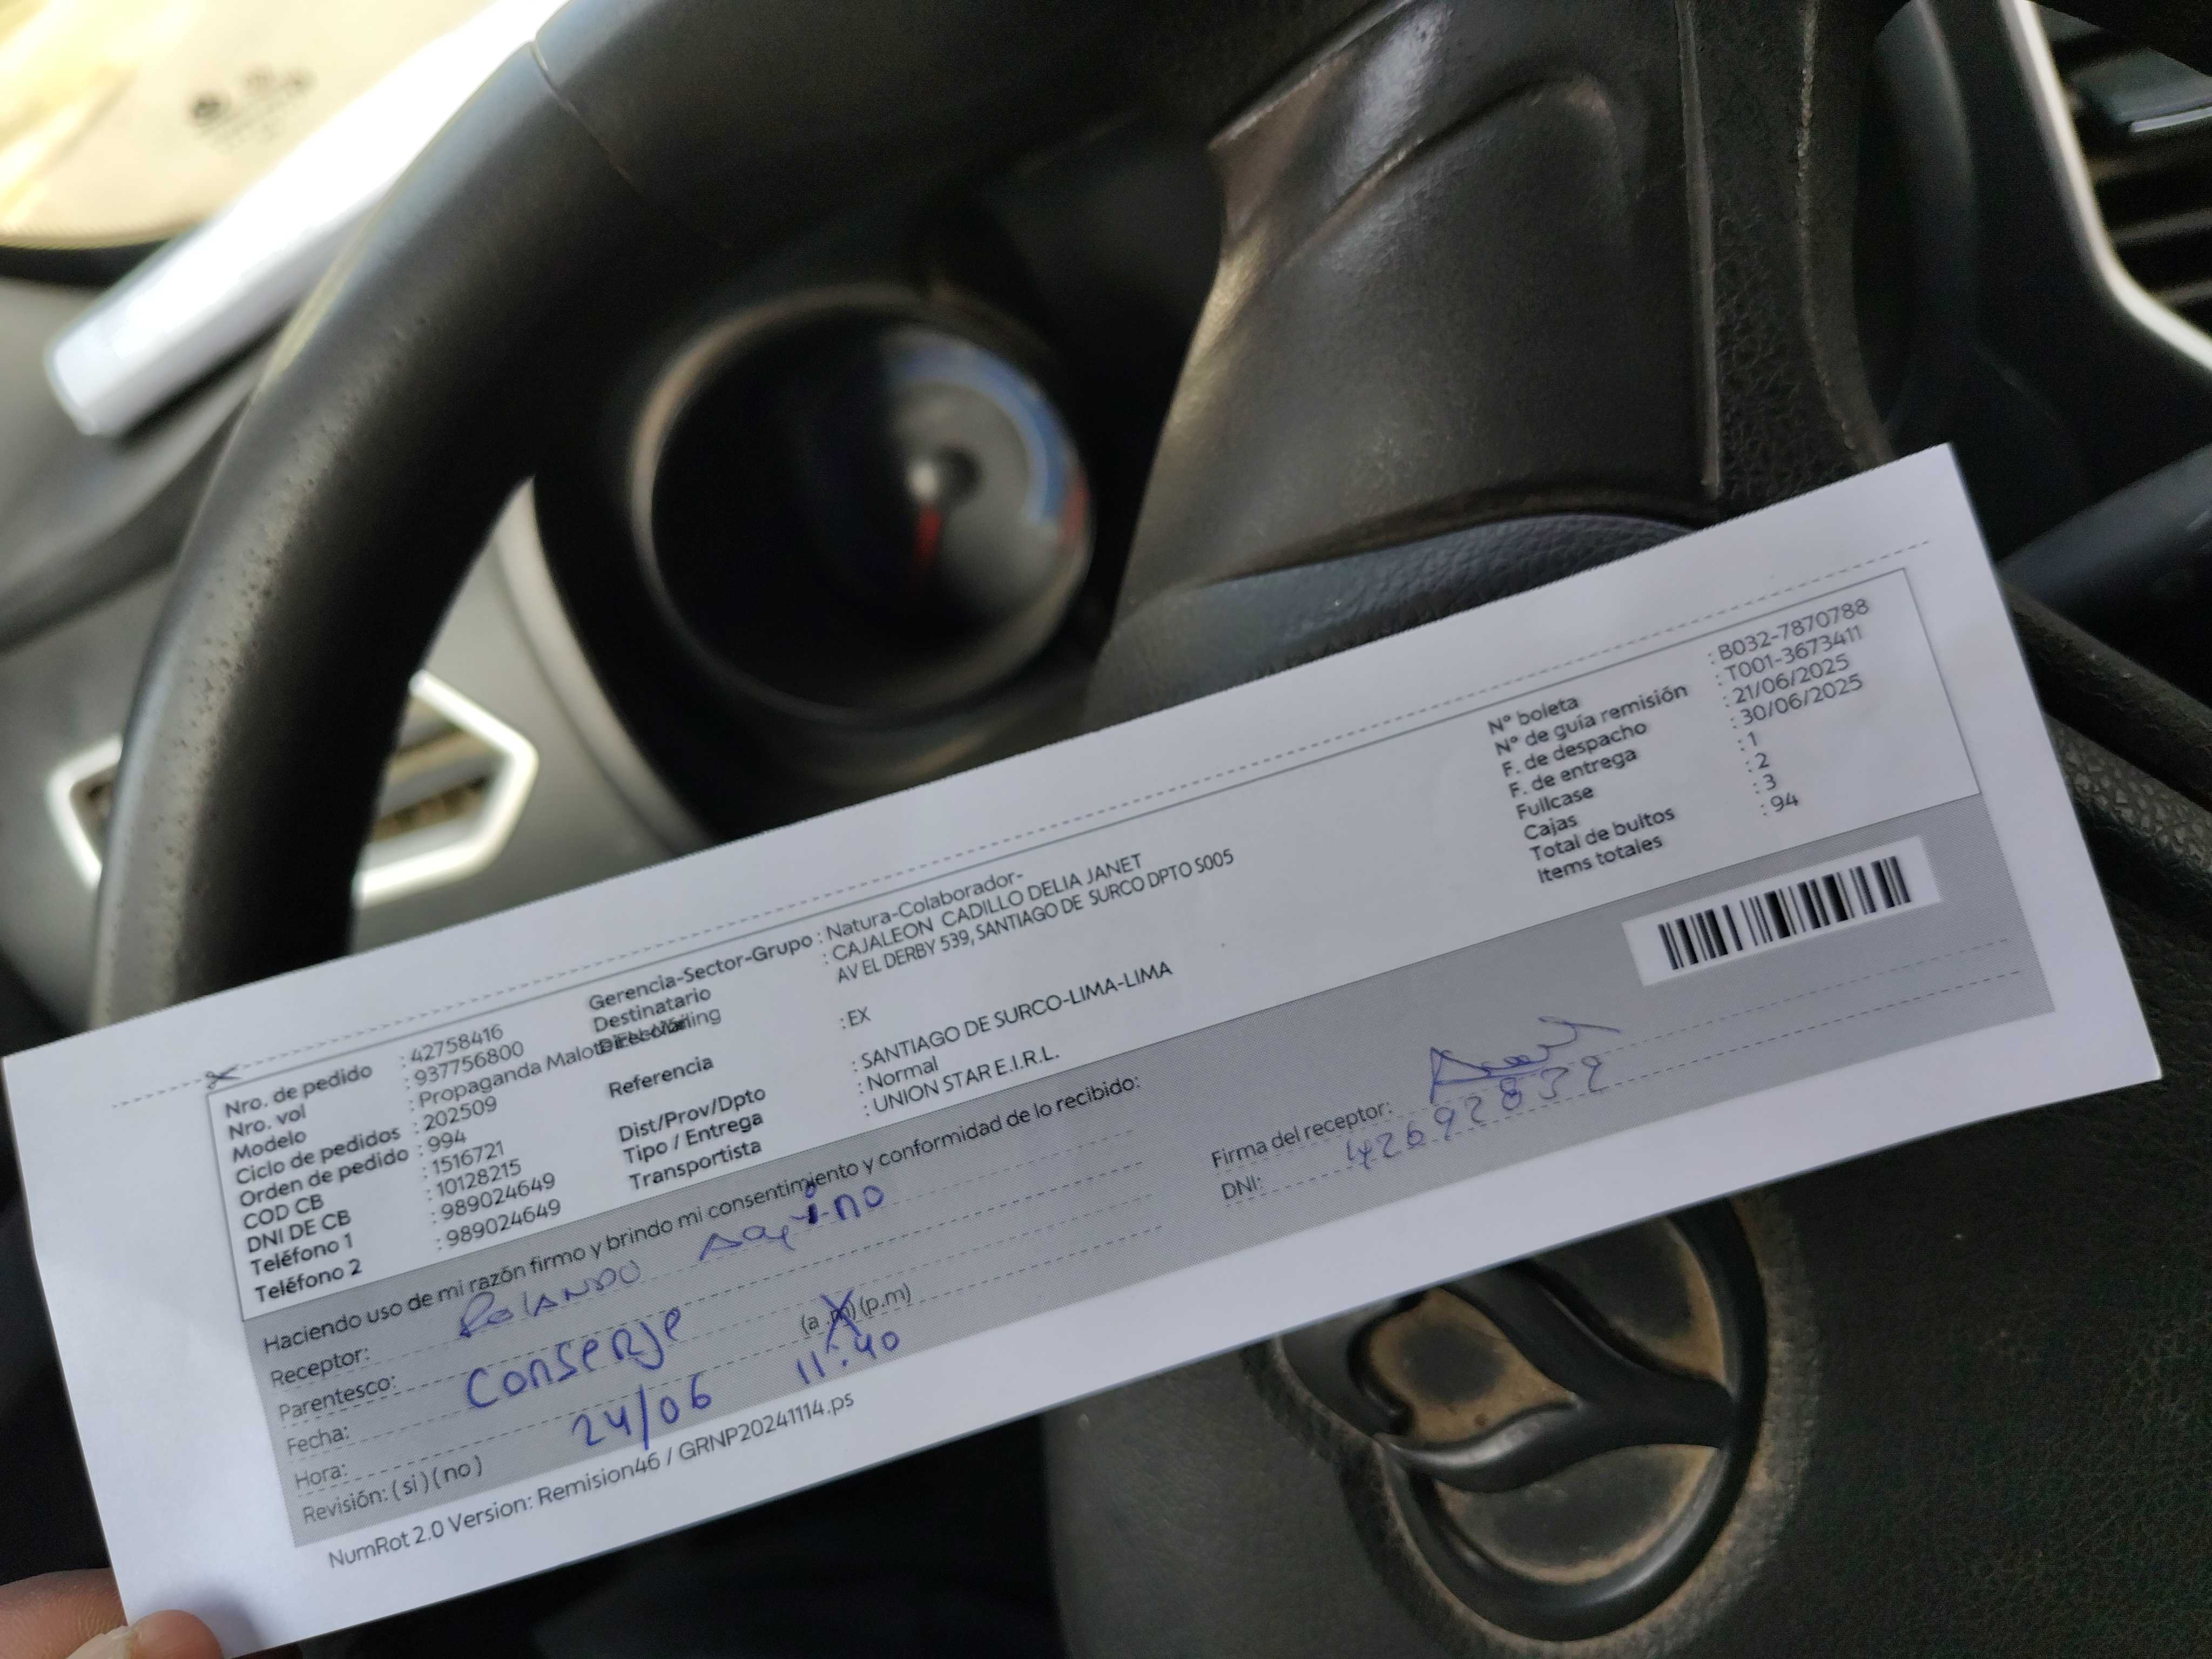 Nro. de pedido : 42758416
Nro. vol : 937756800
Modelo : Propaganda Malote
Ciclo de pedidos : 202509
Orden de pedido : 994
COD CB : 1516721
DNI DE CB : 10128215
Teléfono 1 : 989024649
Teléfono 2 : 989024649
Gerencia-Sector-Grupo : Natura-Colaborador-
Destinatario : CAJALEON CADILLO DELIA JANET
Dirección AV EL DERBY 539, SANTIAGO DE SURCO DPTO S005
Referencia : EX
Dist/Prov/Dpto : SANTIAGO DE SURCO-LIMA-LIMA
Tipo / Entrega : Normal
Transportista : UNION STAR E.I.R.L.
N° boleta : B032-7870788
N° de guía remisión : T001-3673411
F. de despacho : 21/06/2025
F. de entrega : 30/06/2025
Fullcase : 1
Cajas : 2
Total de bultos : 3
Items totales : 94
Haciendo uso de mi razón firmo y brindo mi consentimiento y conformidad de lo recibido:
Receptor: Rolando Aquino
Parentesco: Conserje
Fecha: 24/06
Hora: (a.m) (p.m) 11:40
Revisión: ( si ) ( no )
Firma del receptor:
DNI: 42692832
NumRot 2.0 Version: Remision46 / GRNP20241114.ps